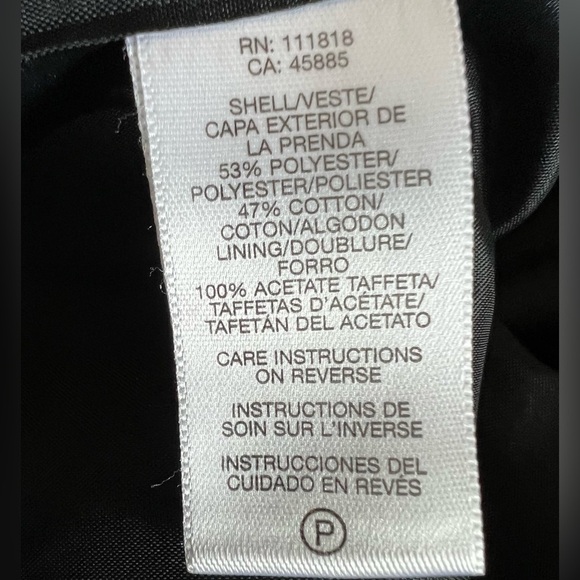 RN: 111818
CA: 45885
SHELL/VESTE/
CAPA EXTERIOR DE
LA PRENDA
53% POLYESTER/
POLYESTER/POLIESTER
47% COTTON/
COTON/ALGODON
LINING/DOUBLURE/
FORRO
100% ACETATE TAFFETA/
TAFFETAS D'ACÉTATE/
TAFETÁN DEL ACETATO
CARE INSTRUCTIONS
ON REVERSE
INSTRUCTIONS DE
SOIN SUR L'INVERSE
INSTRUCCIONES DEL
CUIDADO EN REVÉS
P